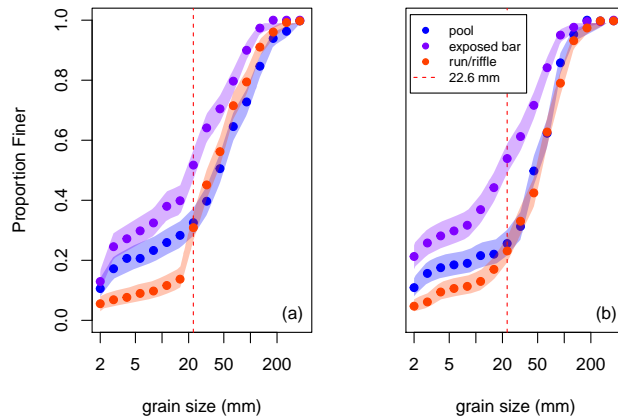 1.0
0.8
0.6
0.4
0.2
0.0
Proportion Finer
pool
exposed bar
run/riffle
22.6 mm
(a)
(b)
2 5 20 50 200
2 5 20 50 200
grain size (mm)
grain size (mm)